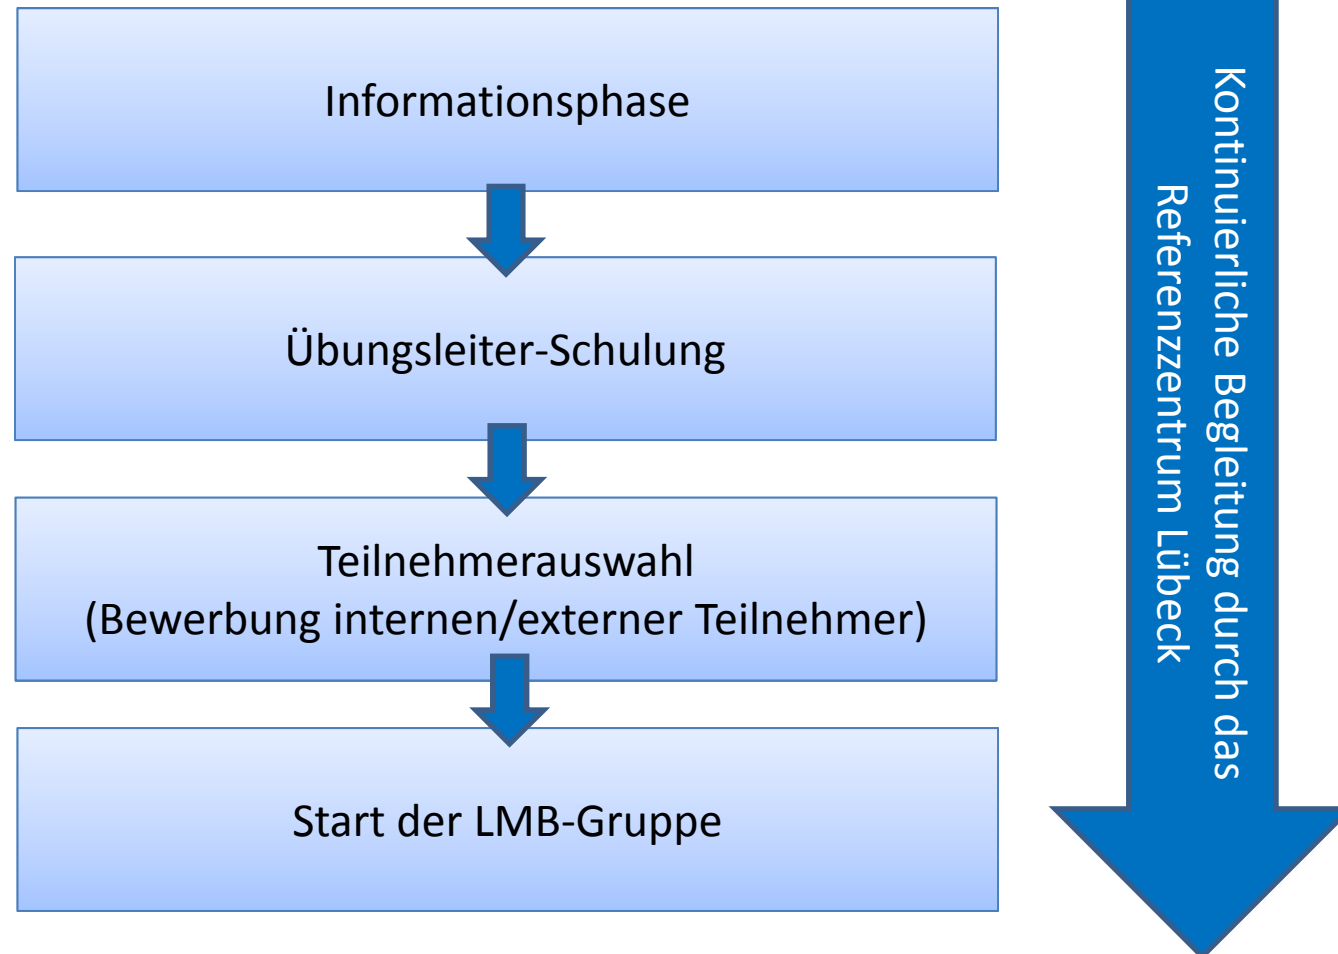 Informationsphase
Übungsleiter-Schulung
Teilnehmerauswahl
(Bewerbung internen/externer Teilnehmer)
Start der LMB-Gruppe
Kontinuierliche Begleitung durch das
Referenzzentrum Lübeck